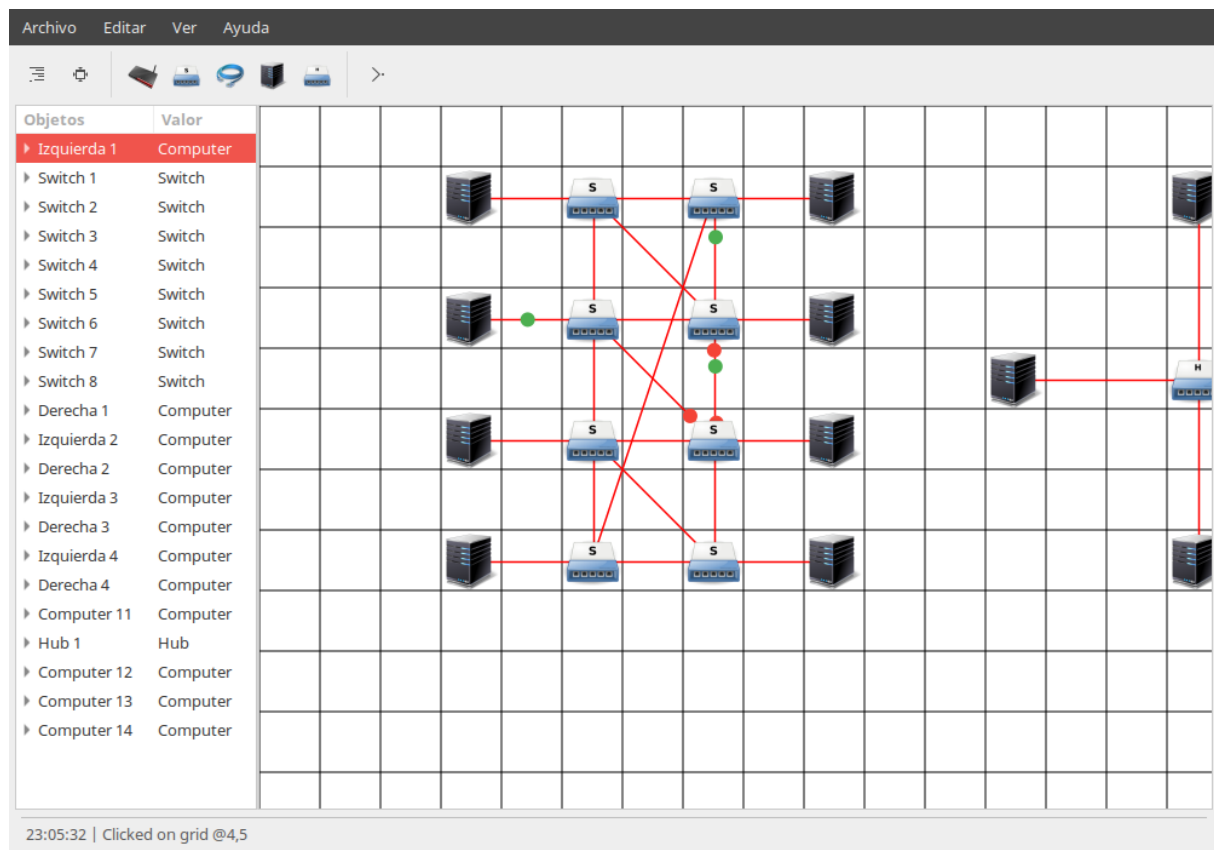 Archivo Editar Ver Ayuda
S H
Objetos Valor
Izquierda 1 Computer
Switch 1 Switch
Switch 2 Switch
Switch 3 Switch
Switch 4 Switch
Switch 5 Switch
Switch 6 Switch
Switch 7 Switch
Switch 8 Switch
Derecha 1 Computer
Izquierda 2 Computer
Derecha 2 Computer
Izquierda 3 Computer
Derecha 3 Computer
Izquierda 4 Computer
Derecha 4 Computer
Computer 11 Computer
Hub 1 Hub
Computer 12 Computer
Computer 13 Computer
Computer 14 Computer
S S
S S
H
S S
S S
23:05:32 | Clicked on grid @4,5